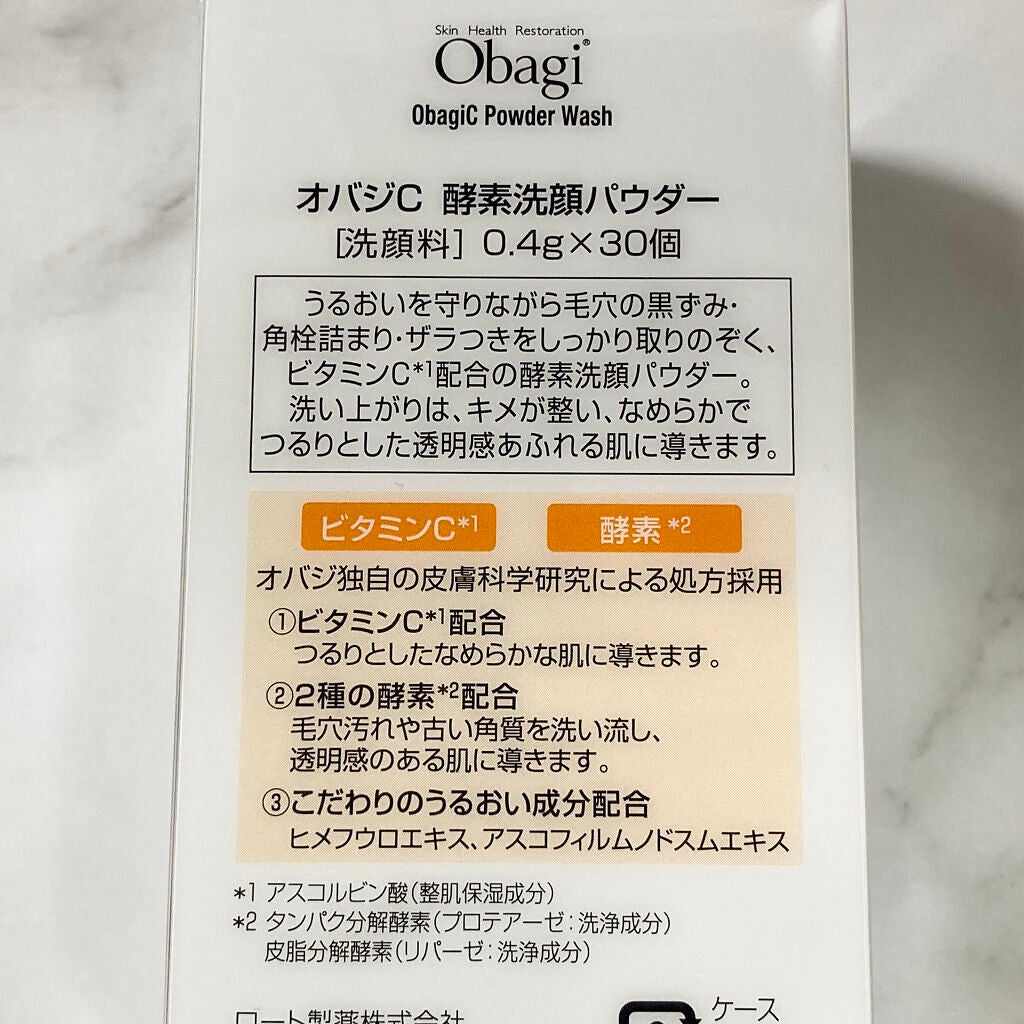 Skin Health Restoration
Obagi®
ObagiC Powder Wash
オバジC 酵素洗顔パウダー
[洗顔料] 0.4g×30個
うるおいを守りながら毛穴の黒ずみ・
角栓詰まり・ザラつきをしっかり取りのぞく、
ビタミンC*1配合の酵素洗顔パウダー。
洗い上がりは、キメが整い、なめらかで
つるりとした透明感あふれる肌に導きます。
ビタミンC*1 酵素*2
オバジ独自の皮膚科学研究による処方採用
①ビタミンC*1配合
つるりとしたなめらかな肌に導きます。
②2種の酵素*2配合
毛穴汚れや古い角質を洗い流し、
透明感のある肌に導きます。
③こだわりのうるおい成分配合
ヒメフウロエキス、アスコフィルムノドスムエキス
*1 アスコルビン酸(整肌保湿成分)
*2 タンパク分解酵素(プロテアーゼ:洗浄成分)
皮脂分解酵素(リパーゼ:洗浄成分)
ロート製薬株式会社 ケース